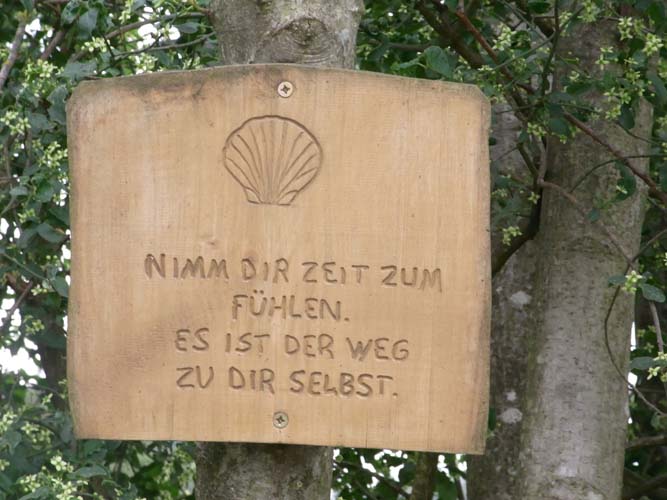 NIMM DIR ZEIT ZUM
FÜHLEN.
ES IST DER WEG
ZU DIR SELBST.